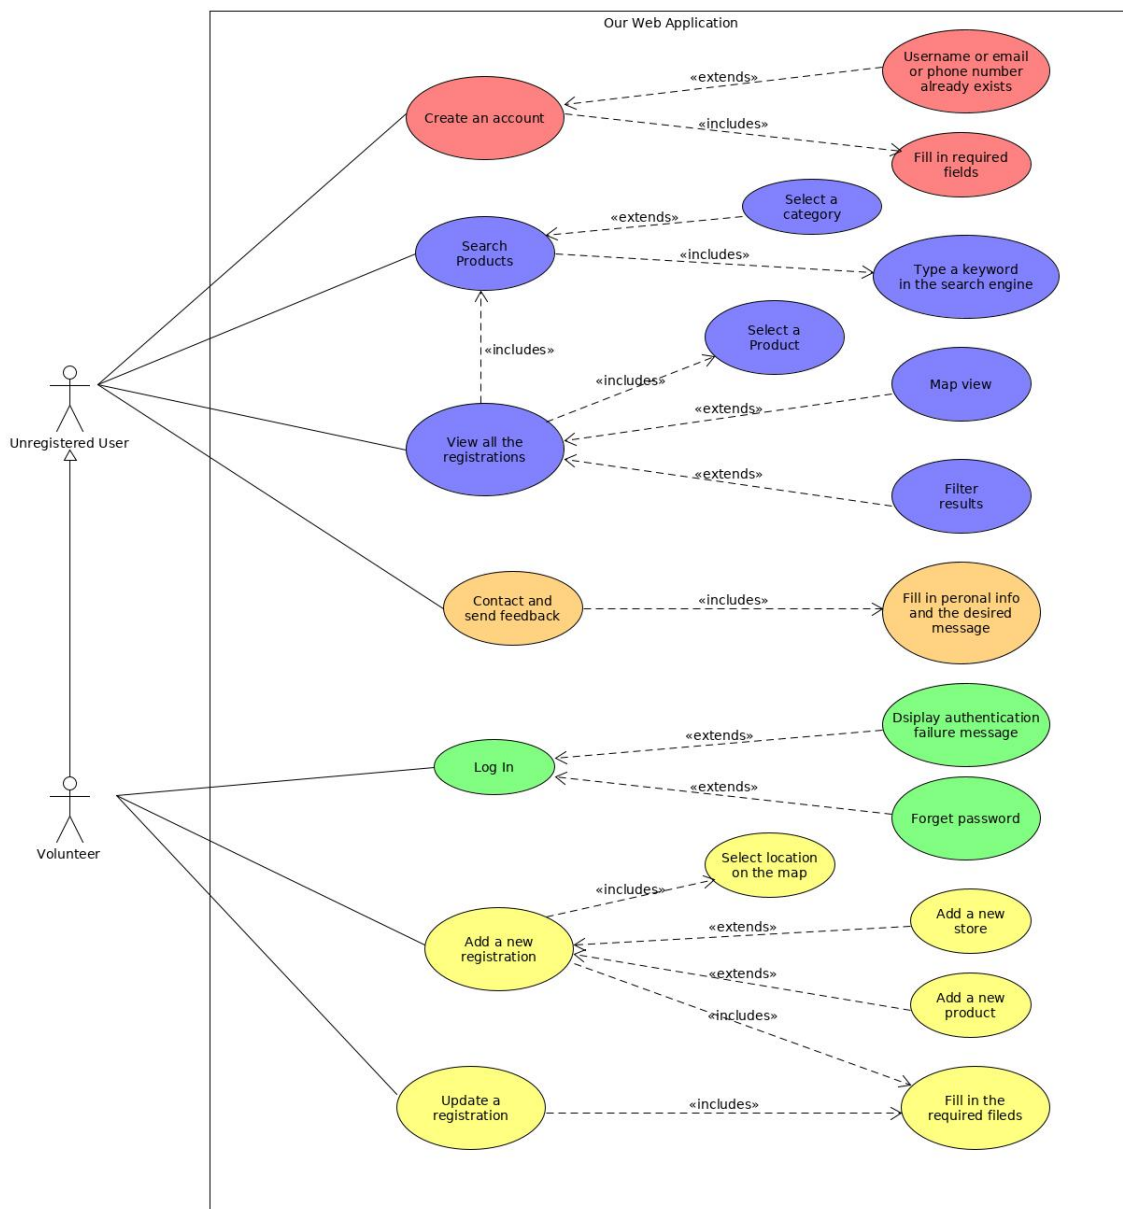 Our Web Application
Username or email
or phone number
already exists
«extends»
Create an account
«includes»
Fill in required
fields
Select a
category
«extends»
Search
Products
«includes»
Type a keyword
in the search engine
Select a
Product
«includes»
«includes»
Map view
«extends»
Unregistered User
View all the
registrations
«extends»
Filter
results
Contact and
send feedback
«includes»
Fill in peronal info
and the desired
message
Dsiplay authentication
failure message
«extends»
Log In
«extends»
Forget password
Volunteer
Select location
on the map
«includes»
Add a new
store
«extends»
Add a new
registration
«extends»
Add a new
product
«includes»
Update a
registration
«includes»
Fill in the
required fileds